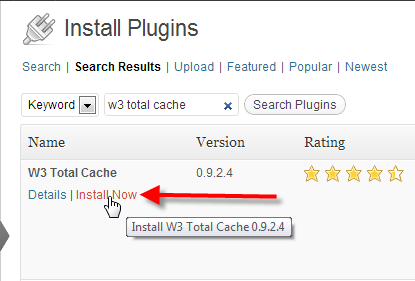 Install Plugins
Search | Search Results | Upload | Featured | Popular | Newest
Keyword w3 total cache × Search Plugins
Name Version Rating
W3 Total Cache 0.9.2.4
Details | Install Now
Install W3 Total Cache 0.9.2.4